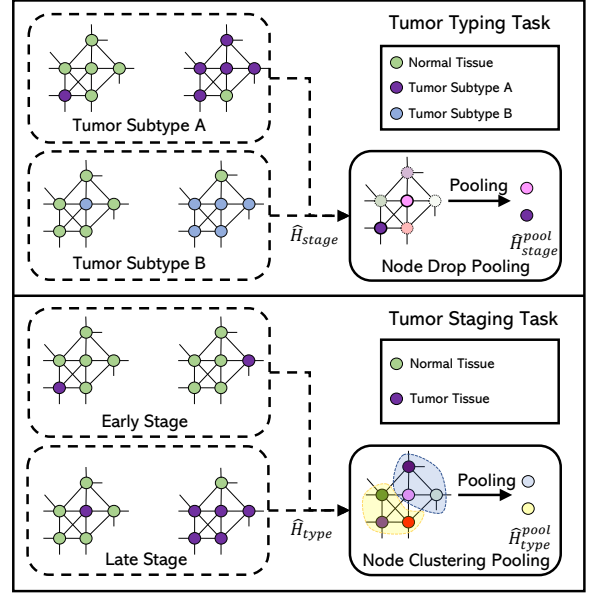 Tumor Typing Task
Normal Tissue
Tumor Subtype A
Tumor Subtype B
Tumor Subtype A
Tumor Subtype B
Ĥ_stage
Pooling
Ĥ^pool_stage
Node Drop Pooling
Tumor Staging Task
Normal Tissue
Tumor Tissue
Early Stage
Late Stage
Ĥ_type
Pooling
Ĥ^pool_type
Node Clustering Pooling